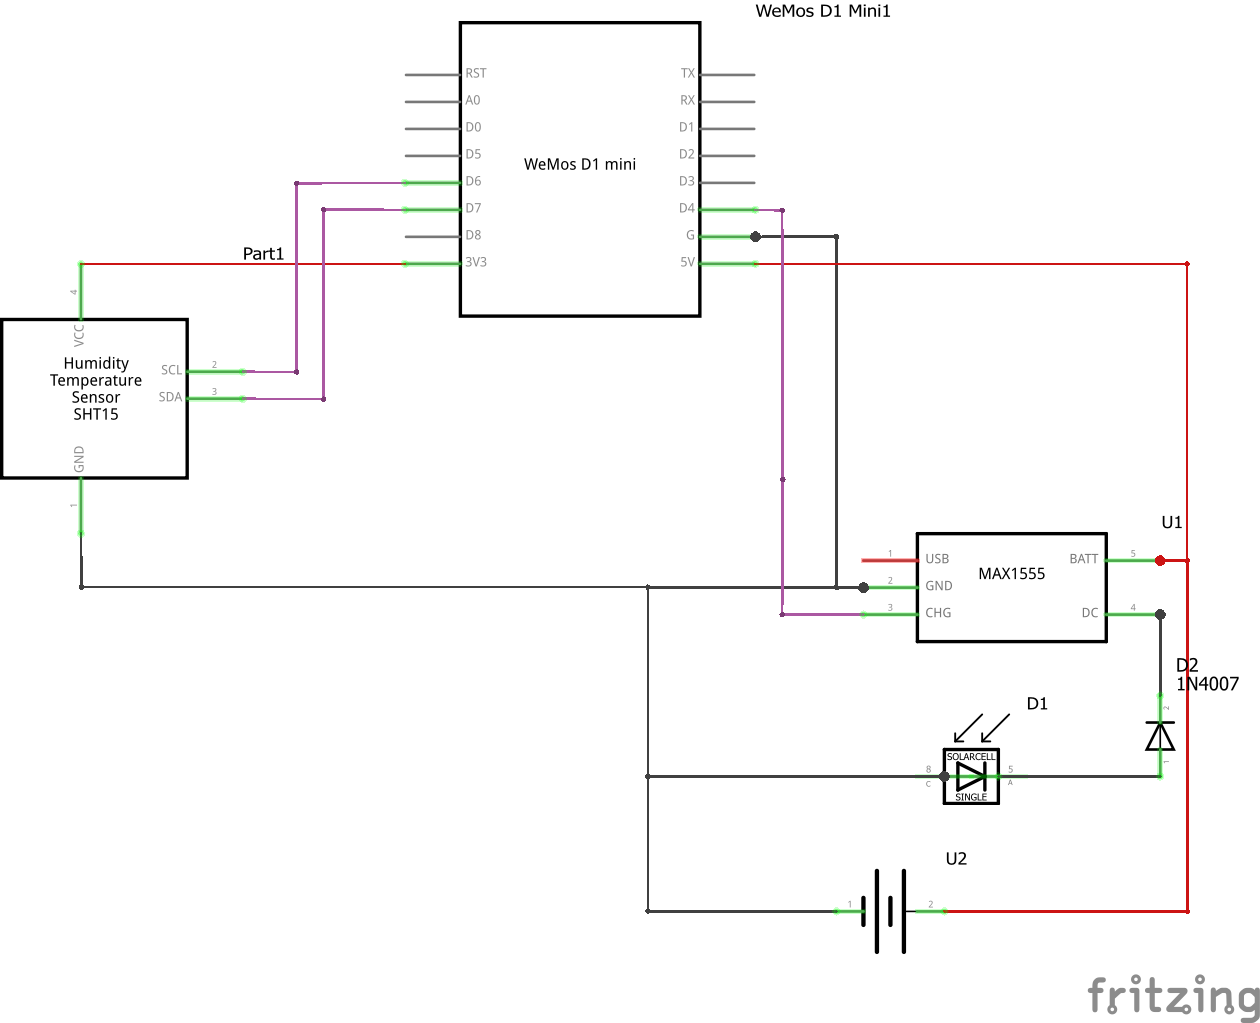 WeMos D1 Mini1
RST
TX
A0
RX
D0
D1
D5
WeMos D1 mini
D2
D6
D3
D7
D4
D8
G
3V3
5V
Part1
4
VCC
Humidity
Temperature
Sensor
SHT15
SCL
2
SDA
3
GND
1
U1
1
USB
MAX1555
BATT
5
2
GND
3
CHG
DC
4
D2
1N4007
2
1
D1
SOLARCELL
8
C
5
A
SINGLE
U2
1
2
fritzing